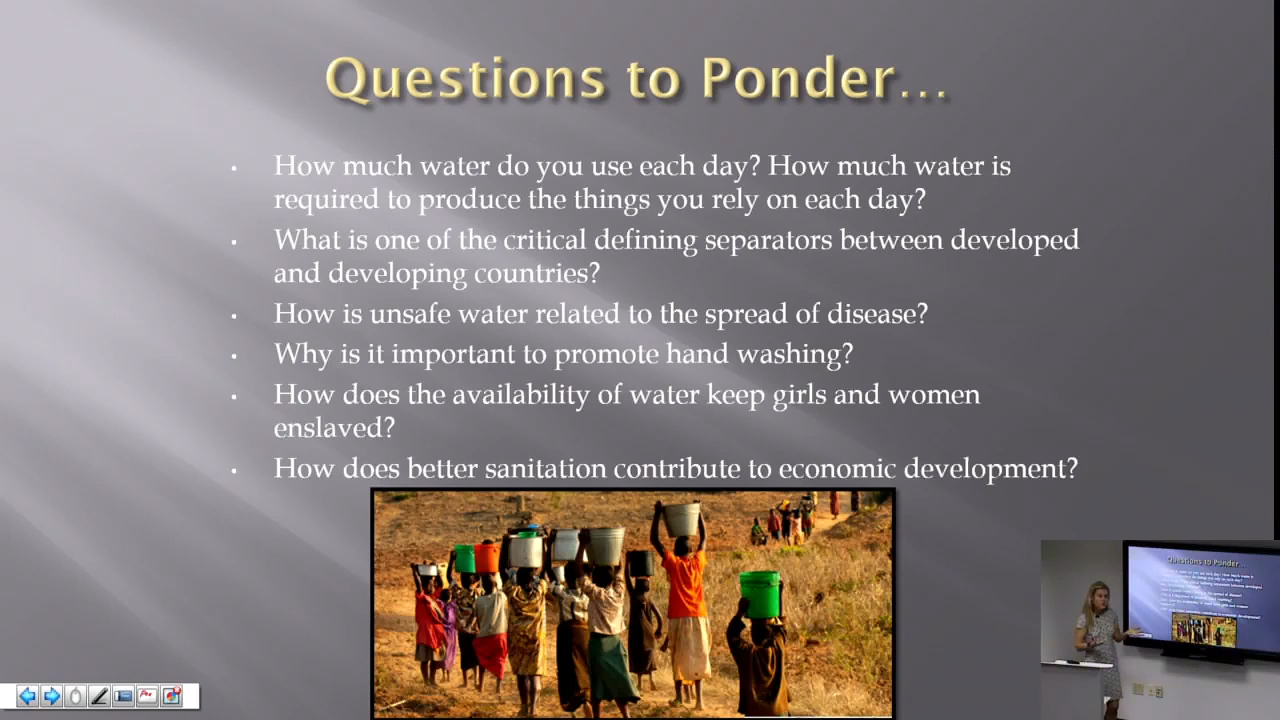 Questions to Ponder...
• How much water do you use each day? How much water is
required to produce the things you rely on each day?
• What is one of the critical defining separators between developed
and developing countries?
• How is unsafe water related to the spread of disease?
• Why is it important to promote hand washing?
• How does the availability of water keep girls and women
enslaved?
• How does better sanitation contribute to economic development?
Questions to Ponder...